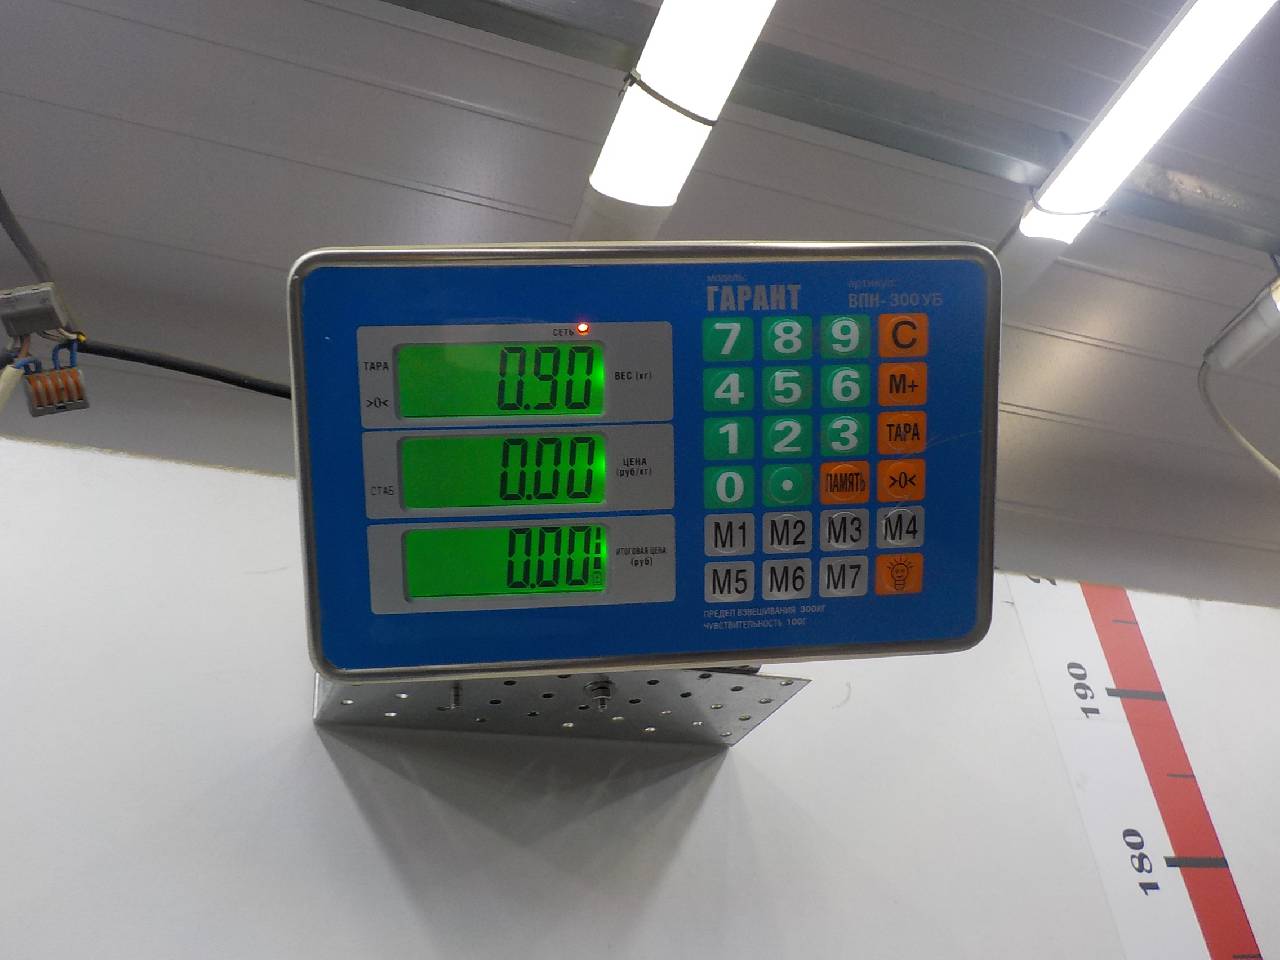 модель:
ГАРАНТ
артикул:
ВПН-300УБ
СЕТЬ
ТАРА
>0<
0.90
ВЕС (кг)
СТАБ
0.00
ЦЕНА
(руб/кг)
0.00
ИТОГОВАЯ ЦЕНА
(руб)
7 8 9 C
4 5 6 M+
1 2 3 ТАРА
0 . ПАМЯТЬ >0<
M1 M2 M3 M4
M5 M6 M7
ПРЕДЕЛ ВЗВЕШИВАНИЯ 300КГ
ЧУВСТВИТЕЛЬНОСТЬ 100Г
190
180